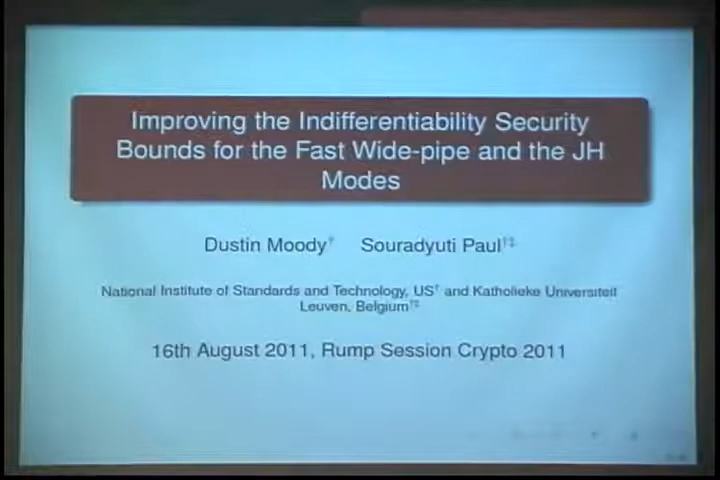 Improving the Indifferentiability Security
Bounds for the Fast Wide-pipe and the JH
Modes
Dustin Moody† Souradyuti Paul†‡
National Institute of Standards and Technology, US† and Katholieke Universiteit
Leuven, Belgium†‡
16th August 2011, Rump Session Crypto 2011